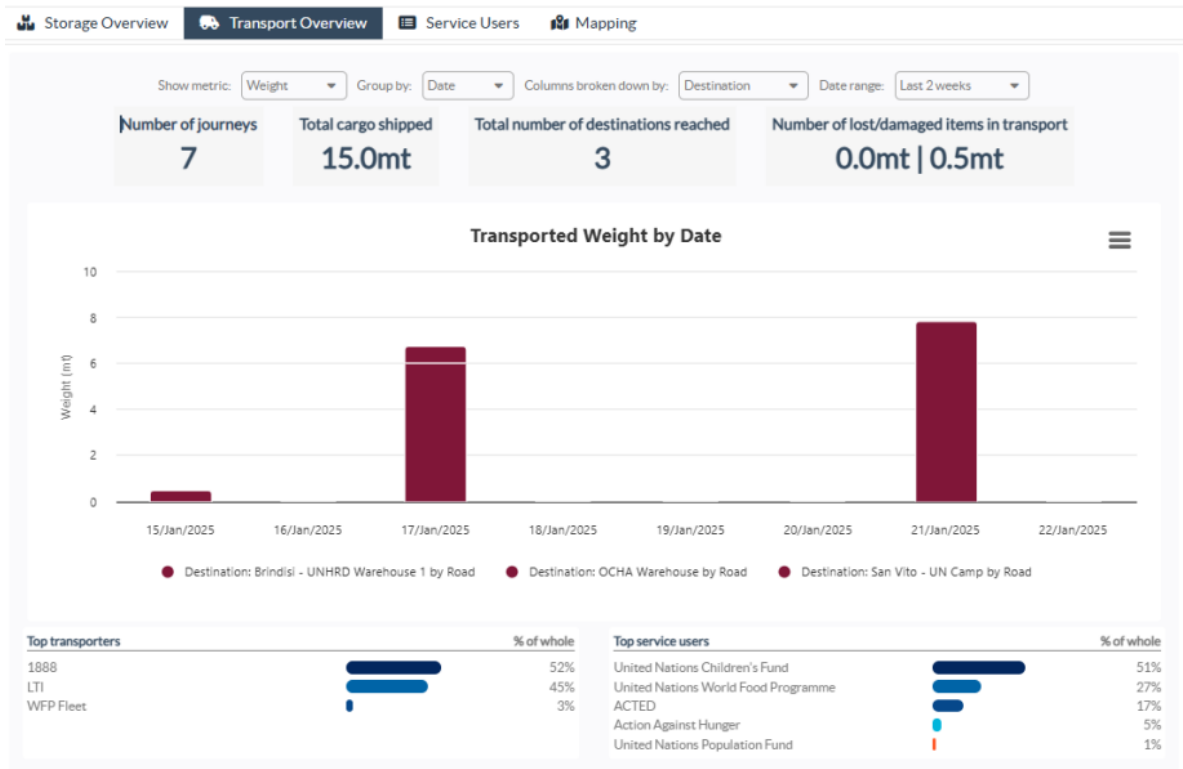 Storage Overview Transport Overview Service Users Mapping
Show metric: Weight Group by: Date Columns broken down by: Destination Date range: Last 2 weeks
Number of journeys Total cargo shipped Total number of destinations reached Number of lost/damaged items in transport
7 15.0mt 3 0.0mt | 0.5mt
Transported Weight by Date
10
8
6
4
2
0
Weight (mt)
15/Jan/2025 16/Jan/2025 17/Jan/2025 18/Jan/2025 19/Jan/2025 20/Jan/2025 21/Jan/2025 22/Jan/2025
Destination: Brindisi - UNHRD Warehouse 1 by Road Destination: OCHA Warehouse by Road Destination: San Vito - UN Camp by Road
Top transporters % of whole
1888 52%
LTI 45%
WFP Fleet 3%
Top service users % of whole
United Nations Children's Fund 51%
United Nations World Food Programme 27%
ACTED 17%
Action Against Hunger 5%
United Nations Population Fund 1%